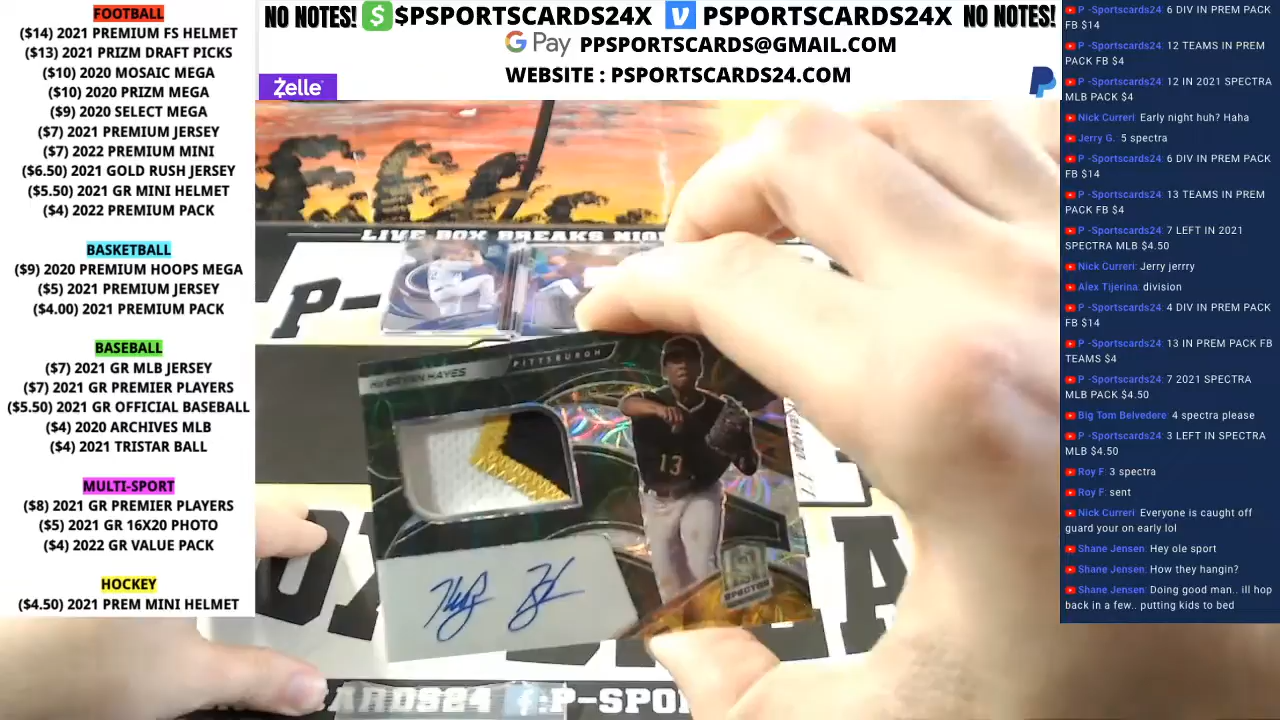 FOOTBALL
($14) 2021 PREMIUM FS HELMET
($13) 2021 PRIZM DRAFT PICKS
($10) 2020 MOSAIC MEGA
($10) 2020 PRIZM MEGA
($9) 2020 SELECT MEGA
($7) 2021 PREMIUM JERSEY
($7) 2022 PREMIUM MINI
($6.50) 2021 GOLD RUSH JERSEY
($5.50) 2021 GR MINI HELMET
($4) 2022 PREMIUM PACK
BASKETBALL
($9) 2020 PREMIUM HOOPS MEGA
($5) 2021 PREMIUM JERSEY
($4.00) 2021 PREMIUM PACK
BASEBALL
($7) 2021 GR MLB JERSEY
($7) 2021 GR PREMIER PLAYERS
($5.50) 2021 GR OFFICIAL BASEBALL
($4) 2020 ARCHIVES MLB
($4) 2021 TRISTAR BALL
MULTI-SPORT
($8) 2021 GR PREMIER PLAYERS
($5) 2021 GR 16X20 PHOTO
($4) 2022 GR VALUE PACK
HOCKEY
($4.50) 2021 PREM MINI HELMET
NO NOTES! $ $PSPORTSCARDS24X V PSPORTSCARDS24X NO NOTES!
G Pay PPSPORTSCARDS@GMAIL.COM
WEBSITE : PSPORTSCARDS24.COM
Zelle
LIVE BOX BREAKS
P-
KE'BRYAN HAYES
PITTSBURGH
13
SPECTRA
CARDS24 f:P-SPO
P -Sportscards24: 6 DIV IN PREM PACK
FB $14
P -Sportscards24: 12 TEAMS IN PREM
PACK FB $4
P -Sportscards24: 12 IN 2021 SPECTRA
MLB PACK $4
Nick Curreri: Early night huh? Haha
Jerry G.: 5 spectra
P -Sportscards24: 6 DIV IN PREM PACK
FB $14
P -Sportscards24: 13 TEAMS IN PREM
PACK FB $4
P -Sportscards24: 7 LEFT IN 2021
SPECTRA MLB $4.50
Nick Curreri: Jerry jerrry
Alex Tijerina: division
P -Sportscards24: 4 DIV IN PREM PACK
FB $14
P -Sportscards24: 13 IN PREM PACK FB
TEAMS $4
P -Sportscards24: 7 2021 SPECTRA
MLB PACK $4.50
Big Tom Belvedere: 4 spectra please
P -Sportscards24: 3 LEFT IN SPECTRA
MLB $4.50
Roy F: 3 spectra
Roy F: sent
Nick Curreri: Everyone is caught off
guard your on early lol
Shane Jensen: Hey ole sport
Shane Jensen: How they hangin?
Shane Jensen: Doing good man.. ill hop
back in a few.. putting kids to bed